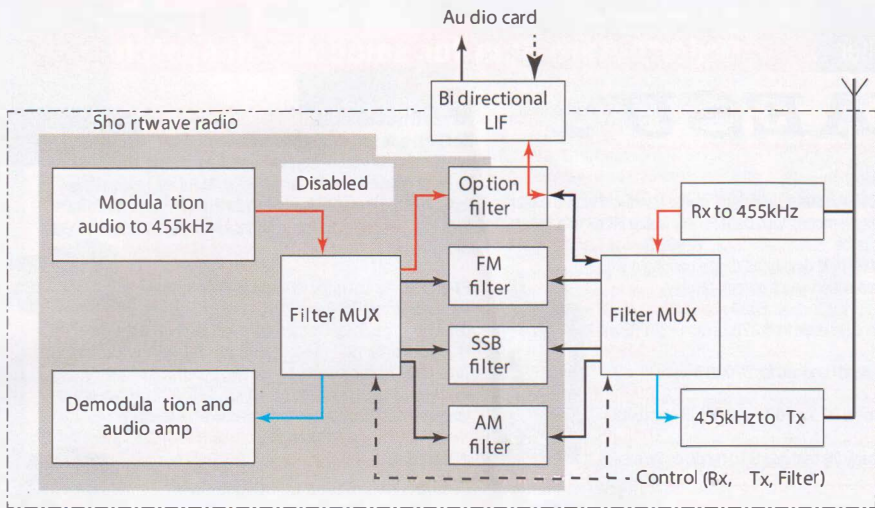 Au dio card
Bi directional
LIF
Sho rtwave radio
Disabled
Modula tion
audio to 455kHz
Option
filter
Rx to 455kHz
FM
filter
Filter MUX
Filter MUX
SSB
filter
Demodula tion and
audio amp
AM
filter
455kHz to Tx
Control (Rx, Tx, Filter)